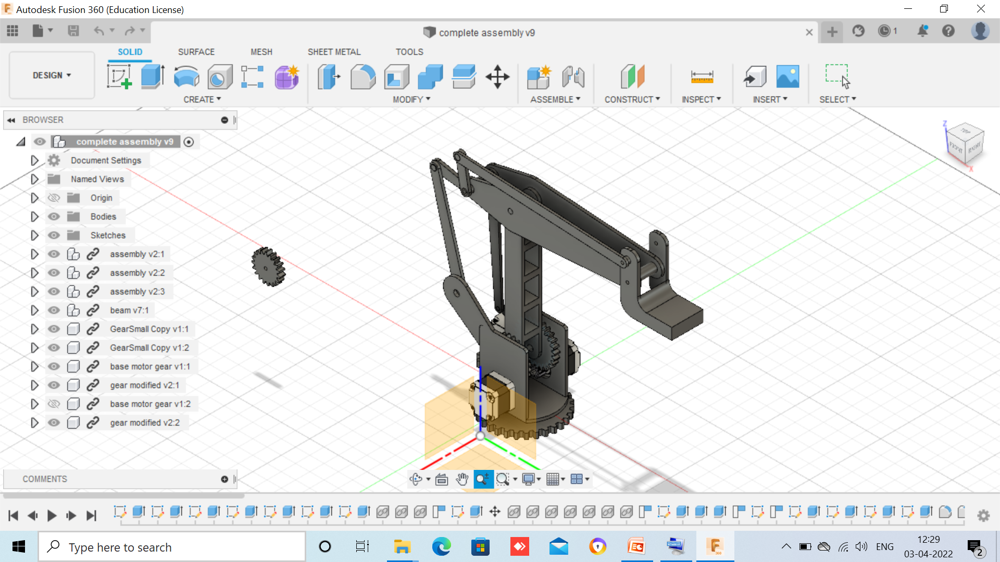 Autodesk Fusion 360 (Education License)
complete assembly v9
1
SOLID SURFACE MESH SHEET METAL TOOLS
DESIGN
CREATE MODIFY ASSEMBLE CONSTRUCT INSPECT INSERT SELECT
BROWSER
complete assembly v9
Document Settings
Named Views
Origin
Bodies
Sketches
assembly v2:1
assembly v2:2
assembly v2:3
beam v7:1
GearSmall Copy v1:1
GearSmall Copy v1:2
base motor gear v1:1
gear modified v2:1
base motor gear v1:2
gear modified v2:2
Z
TOP
FRONT RIGHT
X
COMMENTS
Type here to search
360
ENG
12:29
03-04-2022
2